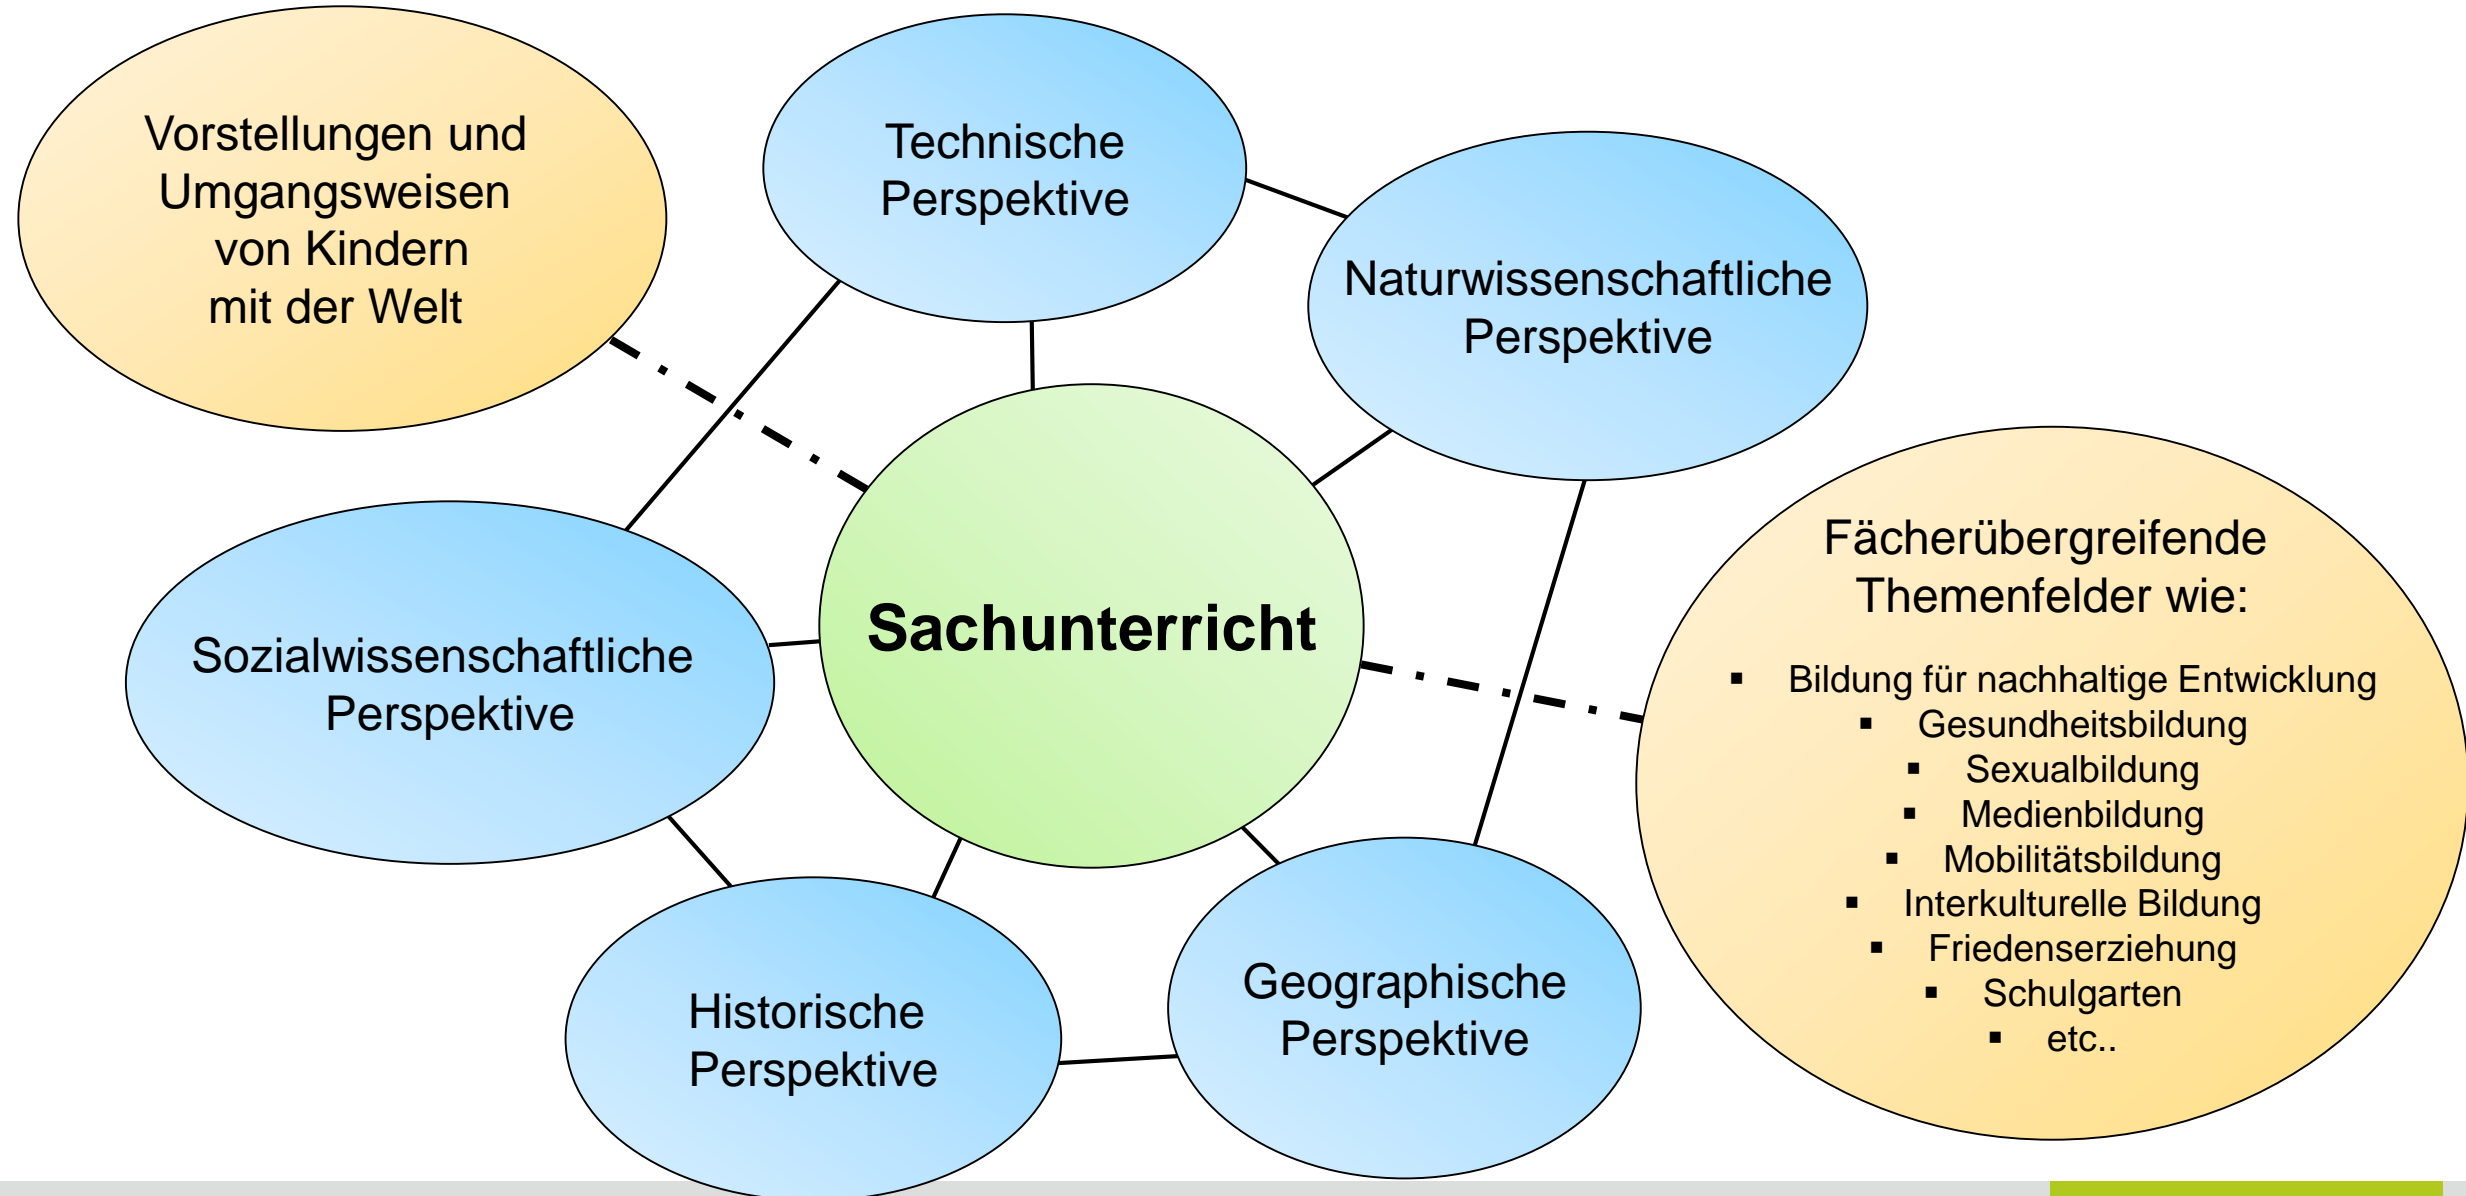 Vorstellungen und
Umgangsweisen
von Kindern
mit der Welt
Technische
Perspektive
Naturwissenschaftliche
Perspektive
Sachunterricht
Sozialwissenschaftliche
Perspektive
Historische
Perspektive
Geographische
Perspektive
Fächerübergreifende
Themenfelder wie:
▪ Bildung für nachhaltige Entwicklung
▪ Gesundheitsbildung
▪ Sexualbildung
▪ Medienbildung
▪ Mobilitätsbildung
▪ Interkulturelle Bildung
▪ Friedenserziehung
▪ Schulgarten
▪ etc..